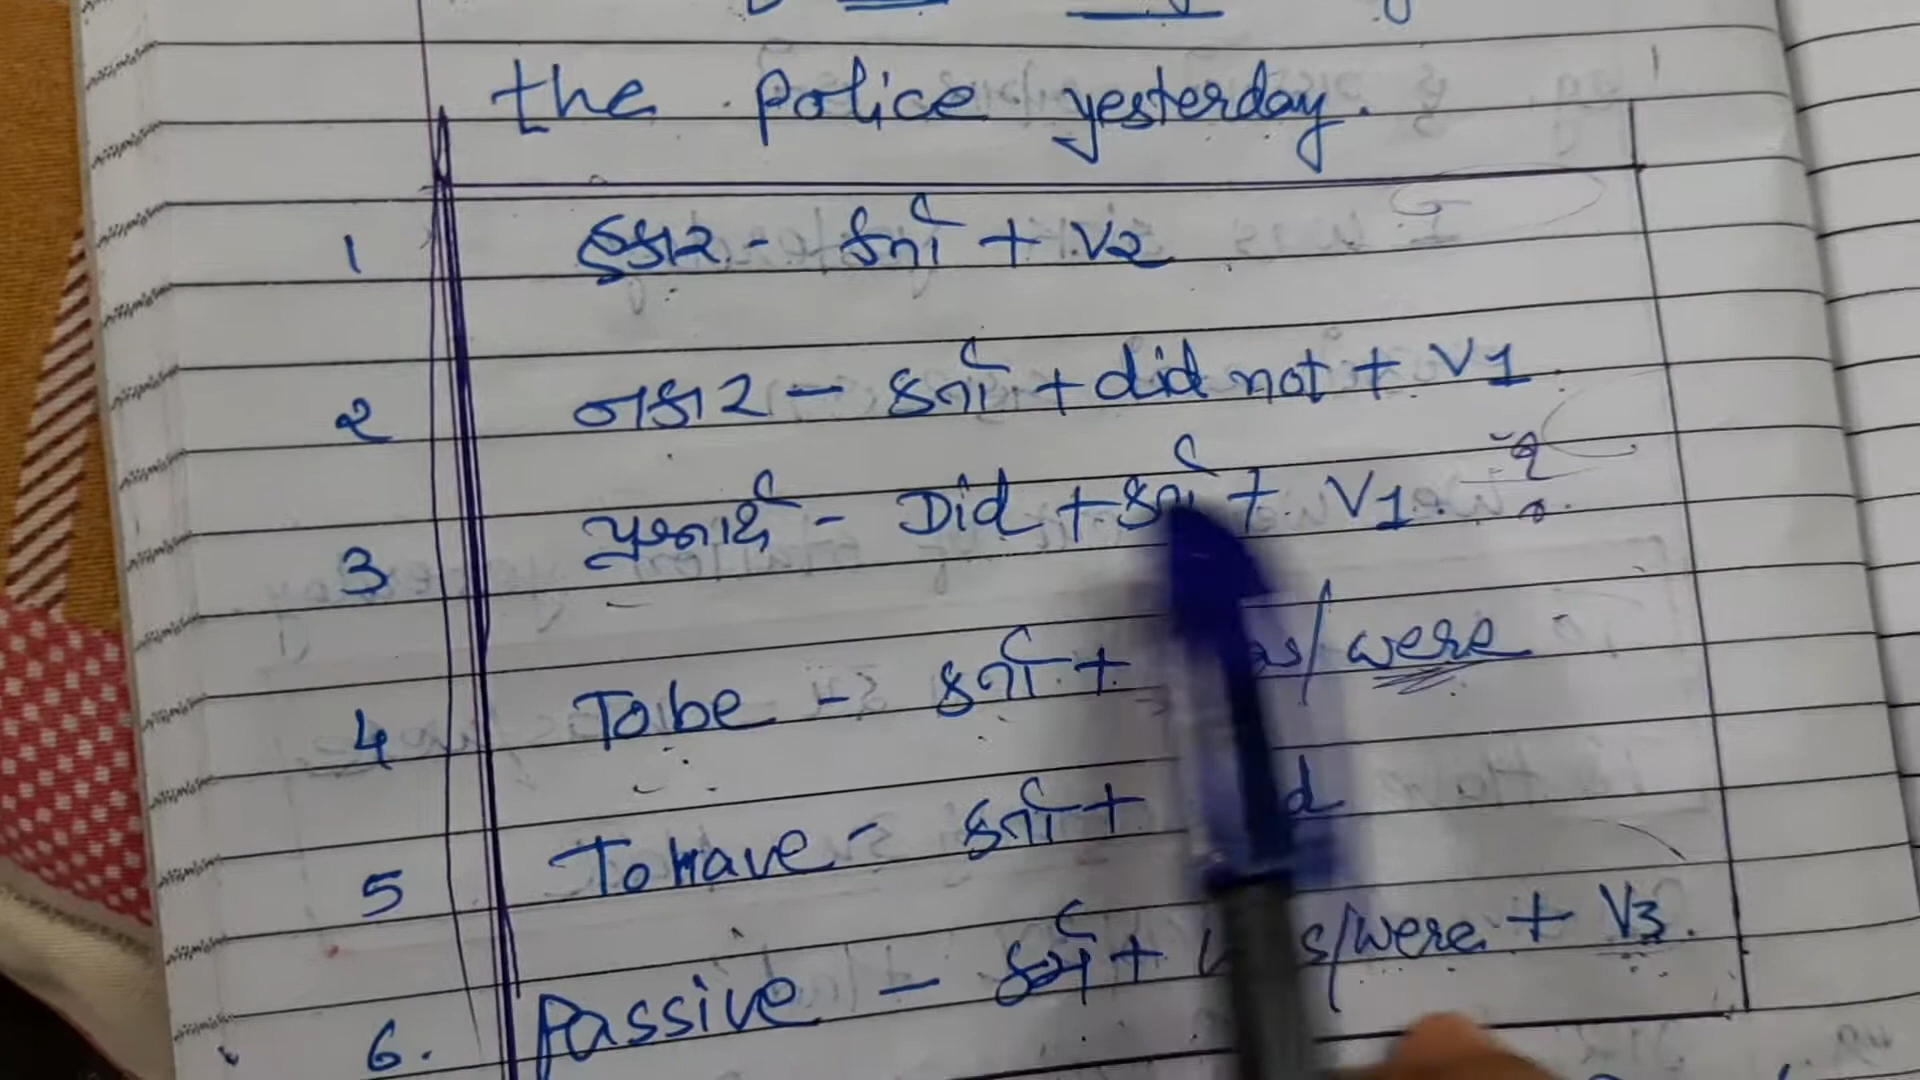 the police yesterday.
1 હકાર - કર્તા + V2
2 નકાર - કર્તા + did not + V1
3 પ્રશ્નાર્થ - Did + કર્તા + V1. ?
4 To be - કર્તા + /were
5 To Have - કર્તા +
6. Passive - કર્મ + /were + V3.